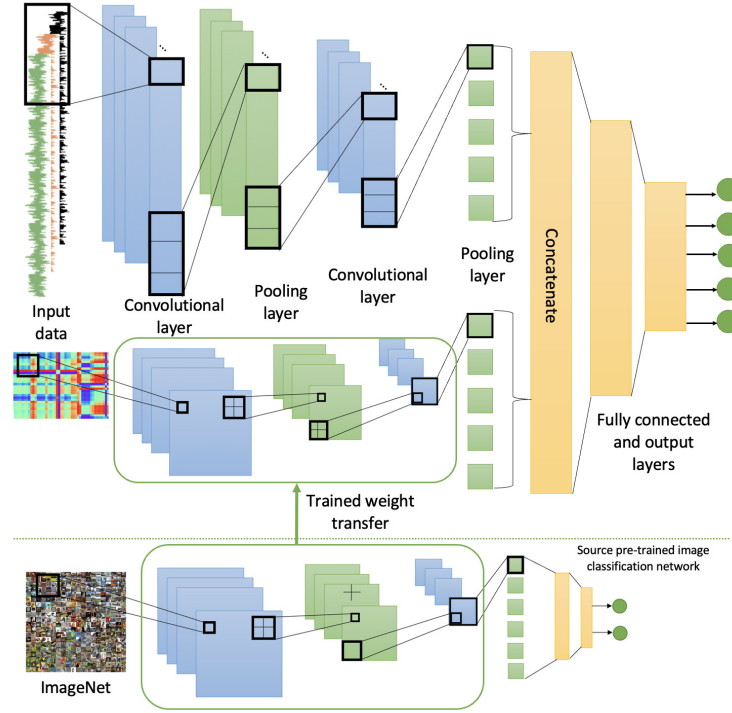 Input
data
Convolutional
layer
Pooling
layer
Convolutional
layer
Pooling
layer
Concatenate
Fully connected
and output
layers
Trained weight
transfer
Source pre-trained image
classification network
ImageNet